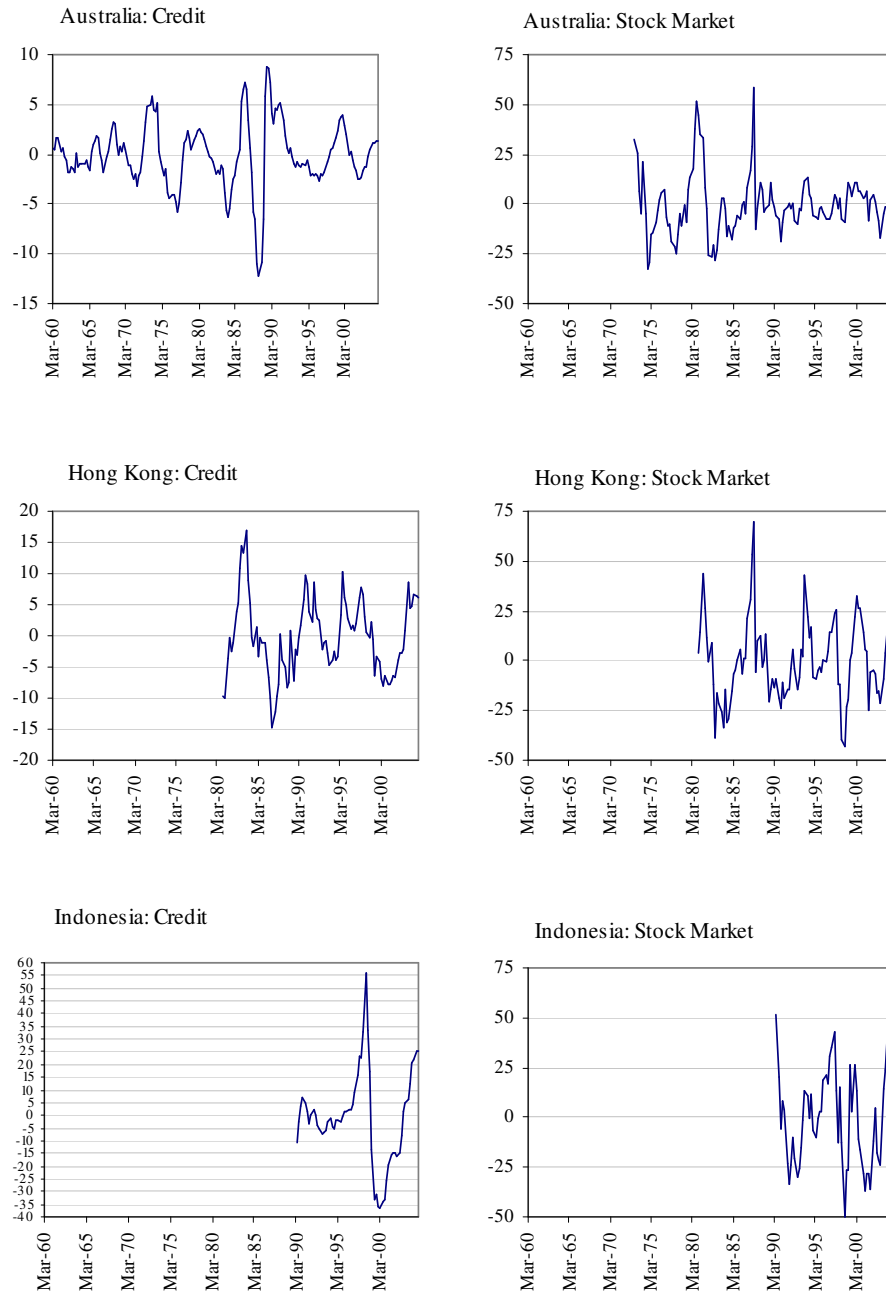 Australia: Credit
10
5
0
-5
-10
-15
Mar-60
Mar-65
Mar-70
Mar-75
Mar-80
Mar-85
Mar-90
Mar-95
Mar-00
Australia: Stock Market
75
50
25
0
-25
-50
Mar-60
Mar-65
Mar-70
Mar-75
Mar-80
Mar-85
Mar-90
Mar-95
Mar-00
Hong Kong: Credit
20
15
10
5
0
-5
-10
-15
-20
Mar-60
Mar-65
Mar-70
Mar-75
Mar-80
Mar-85
Mar-90
Mar-95
Mar-00
Hong Kong: Stock Market
75
50
25
0
-25
-50
Mar-60
Mar-65
Mar-70
Mar-75
Mar-80
Mar-85
Mar-90
Mar-95
Mar-00
Indonesia: Credit
60
55
50
45
40
35
30
25
20
15
10
5
0
-5
-10
-15
-20
-25
-30
-35
-40
Mar-60
Mar-65
Mar-70
Mar-75
Mar-80
Mar-85
Mar-90
Mar-95
Mar-00
Indonesia: Stock Market
75
50
25
0
-25
-50
Mar-60
Mar-65
Mar-70
Mar-75
Mar-80
Mar-85
Mar-90
Mar-95
Mar-00